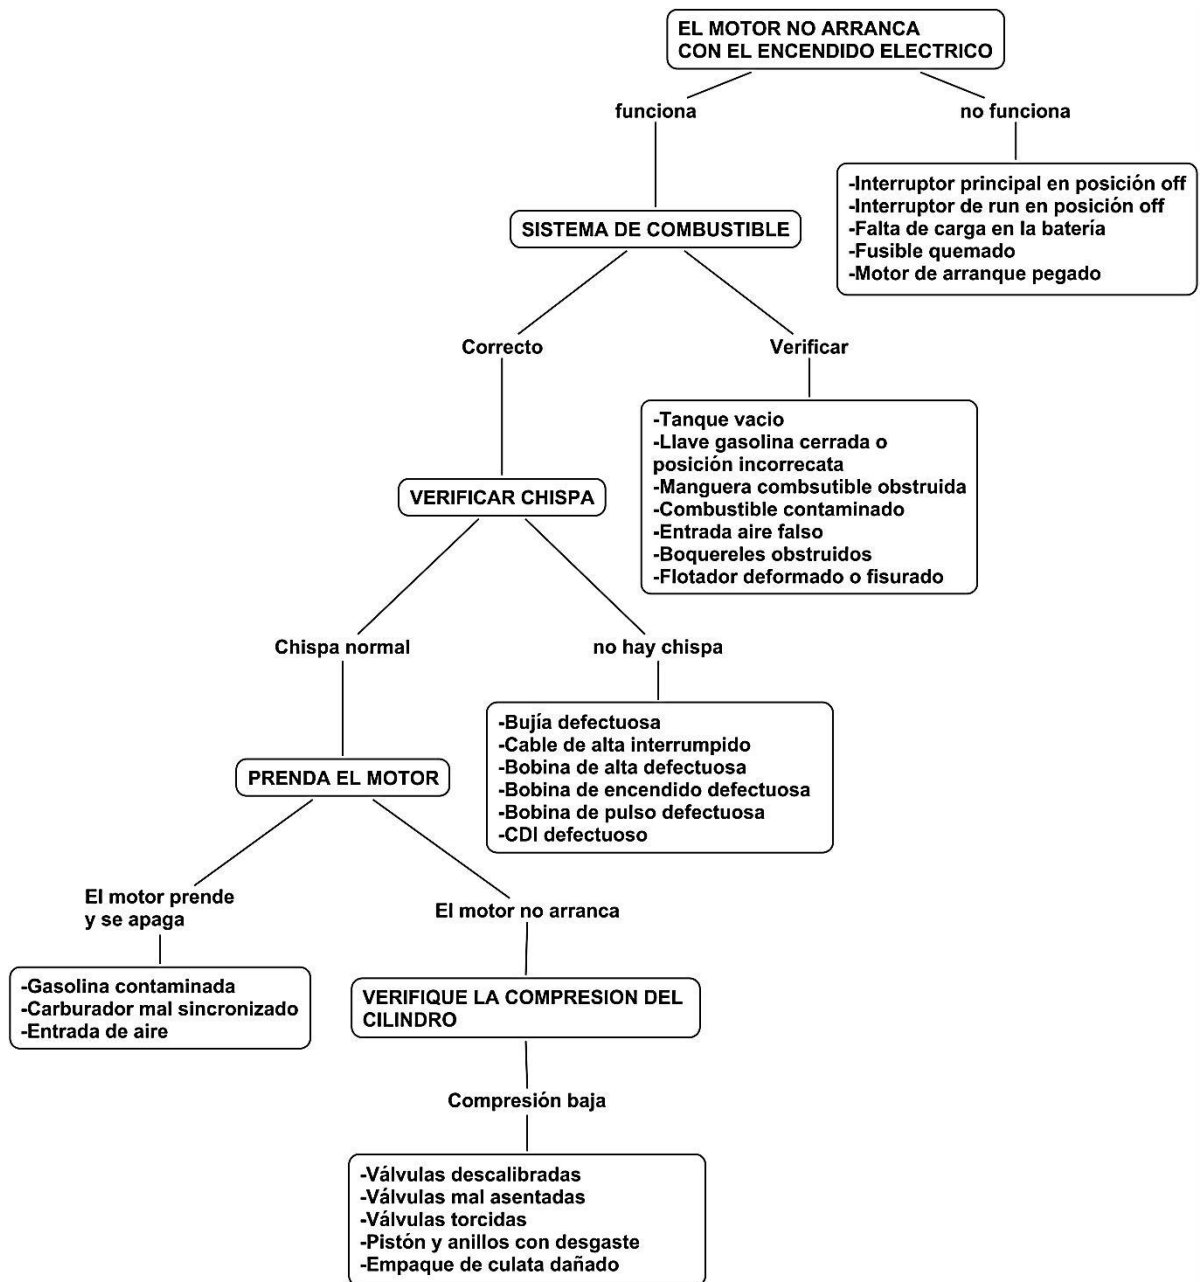 EL MOTOR NO ARRANCA
CON EL ENCENDIDO ELECTRICO
funciona
no funciona
-Interruptor principal en posición off
-Interruptor de run en posición off
-Falta de carga en la batería
-Fusible quemado
-Motor de arranque pegado
SISTEMA DE COMBUSTIBLE
Correcto
Verificar
-Tanque vacio
-Llave gasolina cerrada o
posición incorrecata
-Manguera combsutible obstruida
-Combustible contaminado
-Entrada aire falso
-Boquereles obstruidos
-Flotador deformado o fisurado
VERIFICAR CHISPA
Chispa normal
no hay chispa
-Bujía defectuosa
-Cable de alta interrumpido
-Bobina de alta defectuosa
-Bobina de encendido defectuosa
-Bobina de pulso defectuosa
-CDI defectuoso
PRENDA EL MOTOR
El motor prende
y se apaga
El motor no arranca
-Gasolina contaminada
-Carburador mal sincronizado
-Entrada de aire
VERIFIQUE LA COMPRESION DEL
CILINDRO
Compresión baja
-Válvulas descalibradas
-Válvulas mal asentadas
-Válvulas torcidas
-Pistón y anillos con desgaste
-Empaque de culata dañado